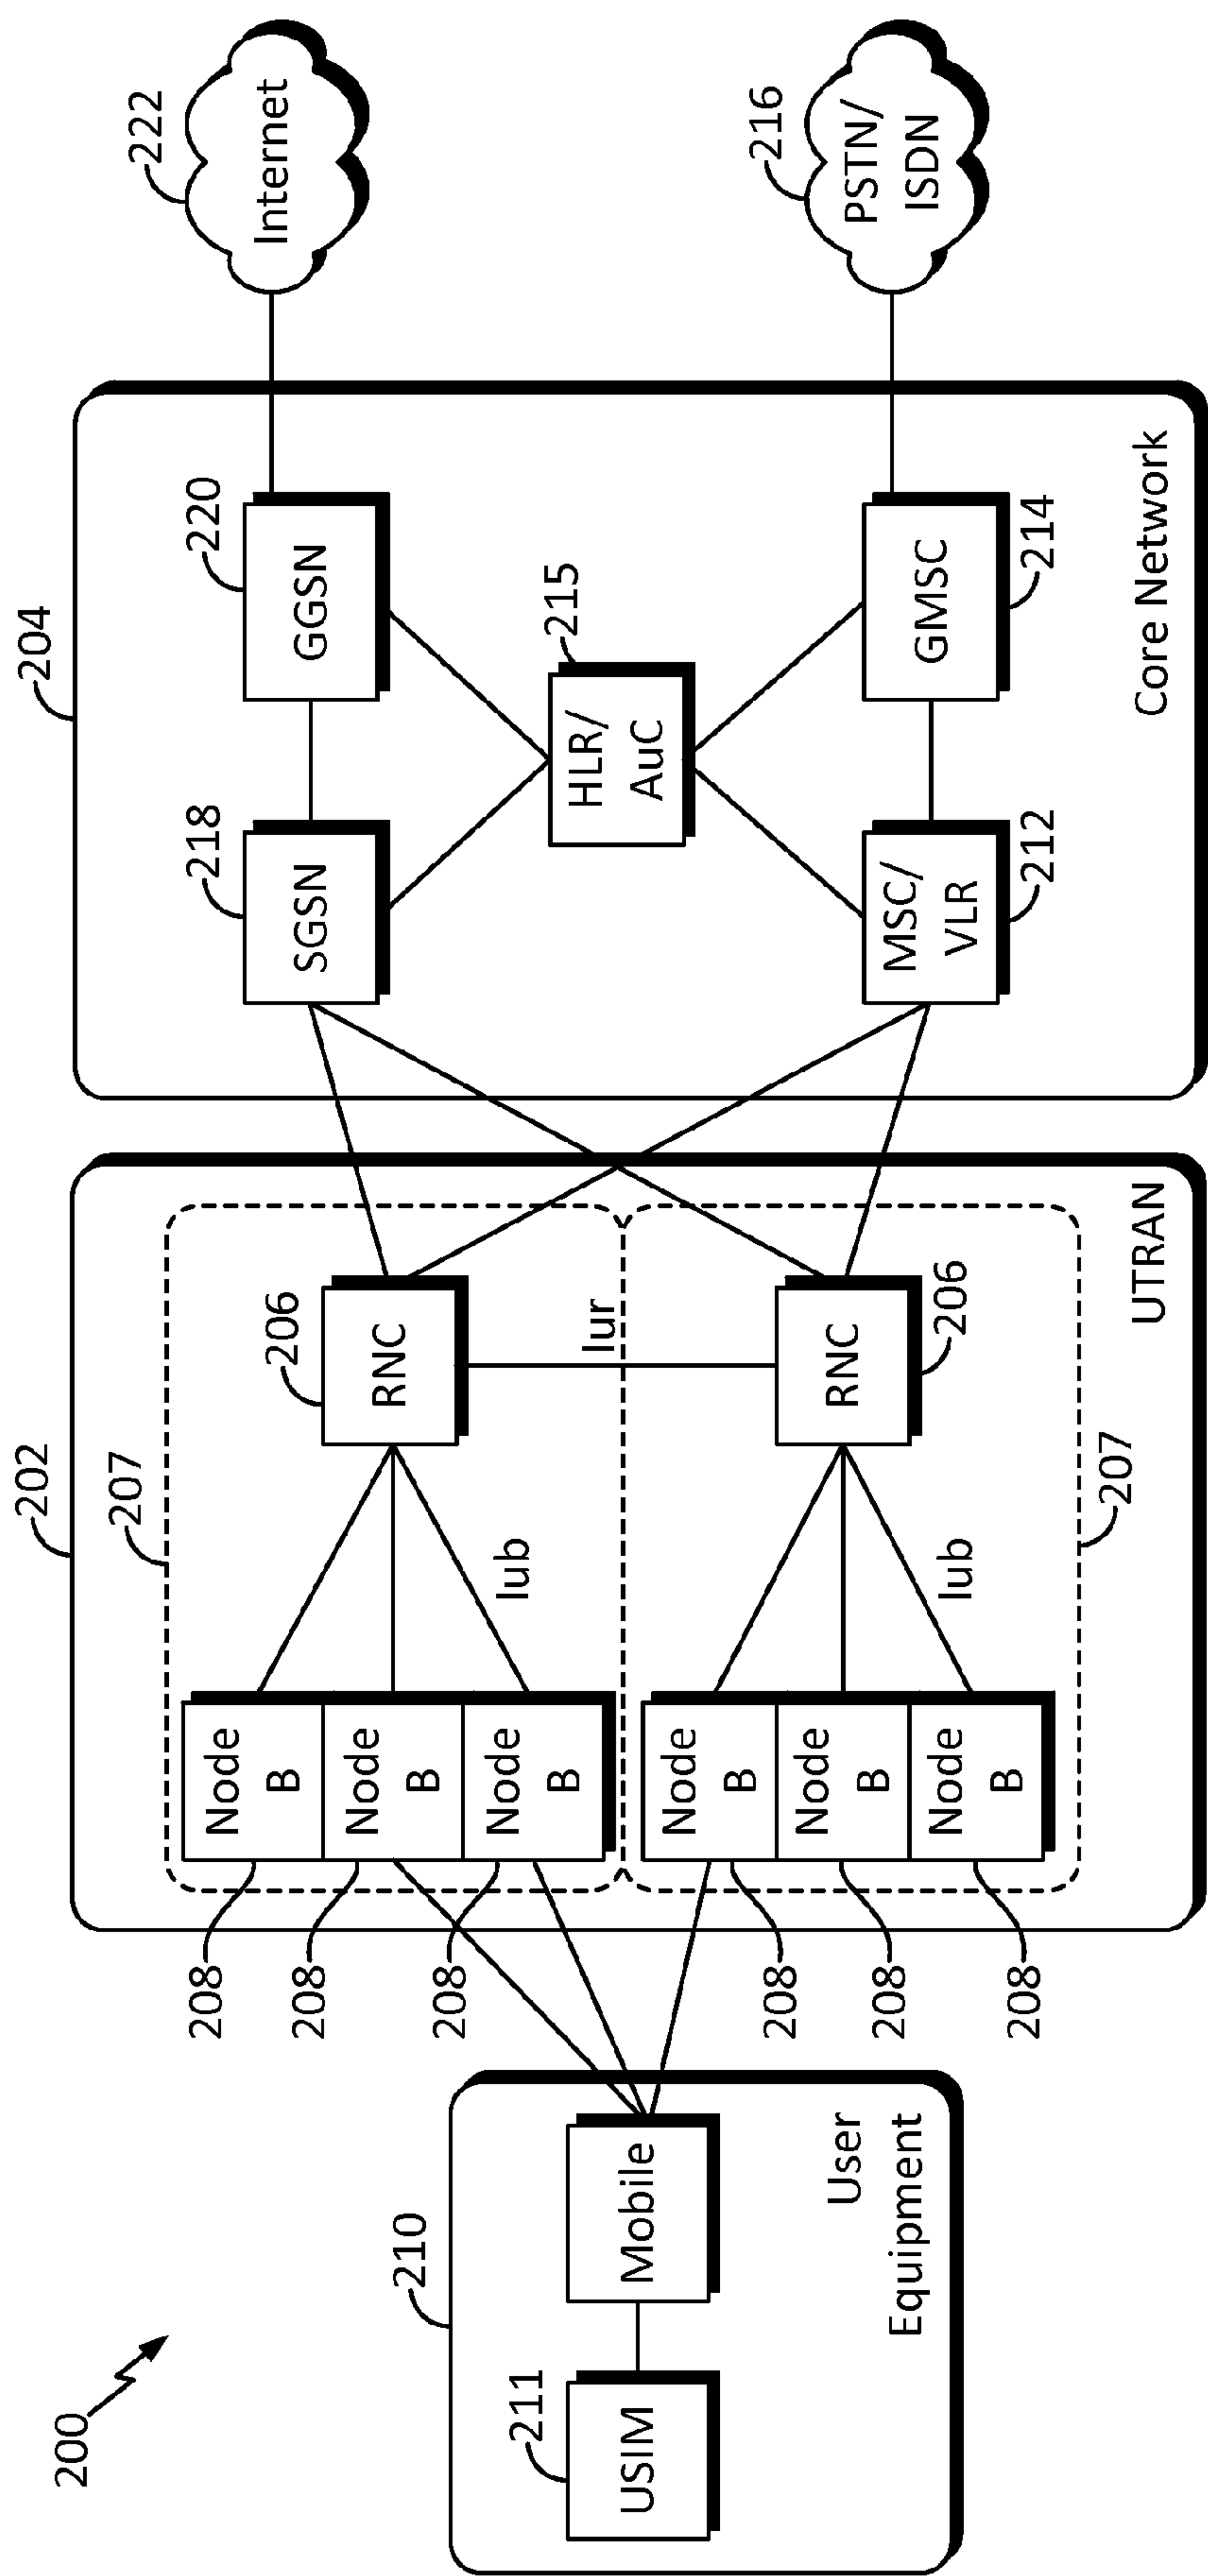 200
210
211
USIM
Mobile
User
Equipment
202
207
208
Node
B
208
Node
B
208
Node
B
Iub
206
RNC
Iur
208
Node
B
208
Node
B
208
Node
B
Iub
RNC
206
207
UTRAN
204
218
SGSN
220
GGSN
215
HLR/
AuC
MSC/
VLR
212
GMSC
214
Core Network
222
Internet
216
PSTN/
ISDN